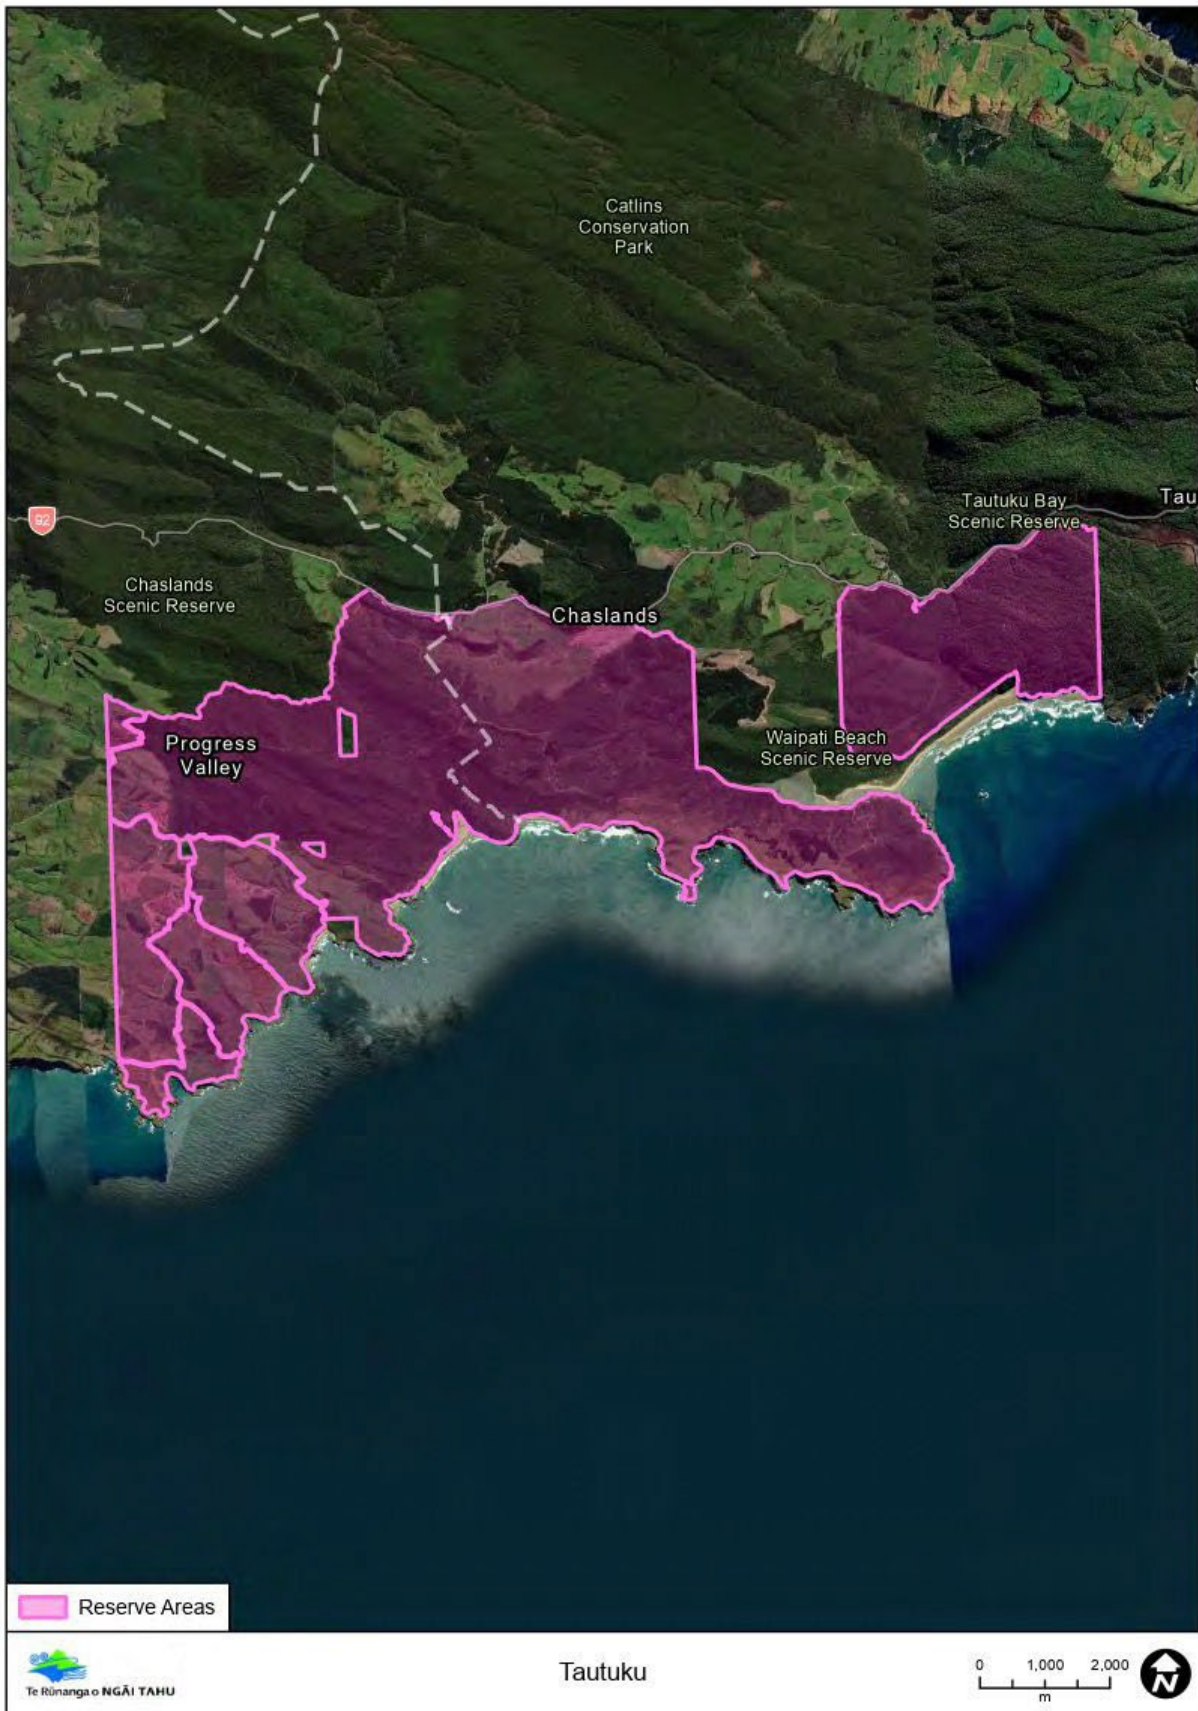 Catlins
Conservation
Park
Tautuku Bay
Scenic Reserve
Tau
92
Chaslands
Scenic Reserve
Chaslands
Progress
Valley
Waipati Beach
Scenic Reserve
Reserve Areas
Te Rūnanga o NGĀI TAHU
Tautuku
0 1,000 2,000
m
N